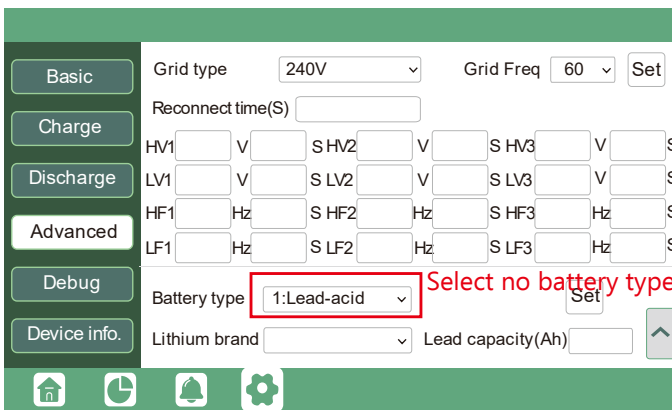 Basic
Charge
Discharge
Advanced
Debug
Device info.
Grid type 240V Grid Freq 60 Set
Reconnect time(S)
HV1 V S HV2 V S HV3 V S
LV1 V S LV2 V S LV3 V S
HF1 Hz S HF2 Hz S HF3 Hz S
LF1 Hz S LF2 Hz S LF3 Hz S
Select no battery type
Battery type 1:Lead-acid Set
Lithium brand Lead capacity(Ah)